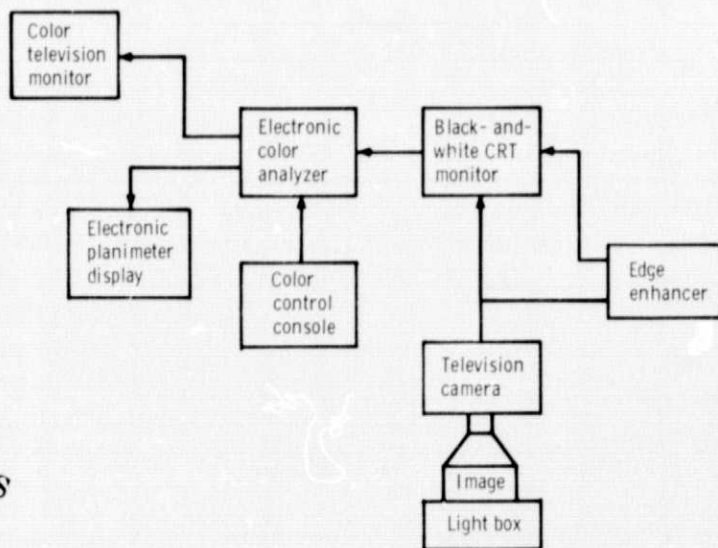 Color
television
monitor
Electronic
color
analyzer
Black- and-
white CRT
monitor
Electronic
planimeter
display
Color
control
console
Edge
enhancer
Television
camera
Image
Light box
s